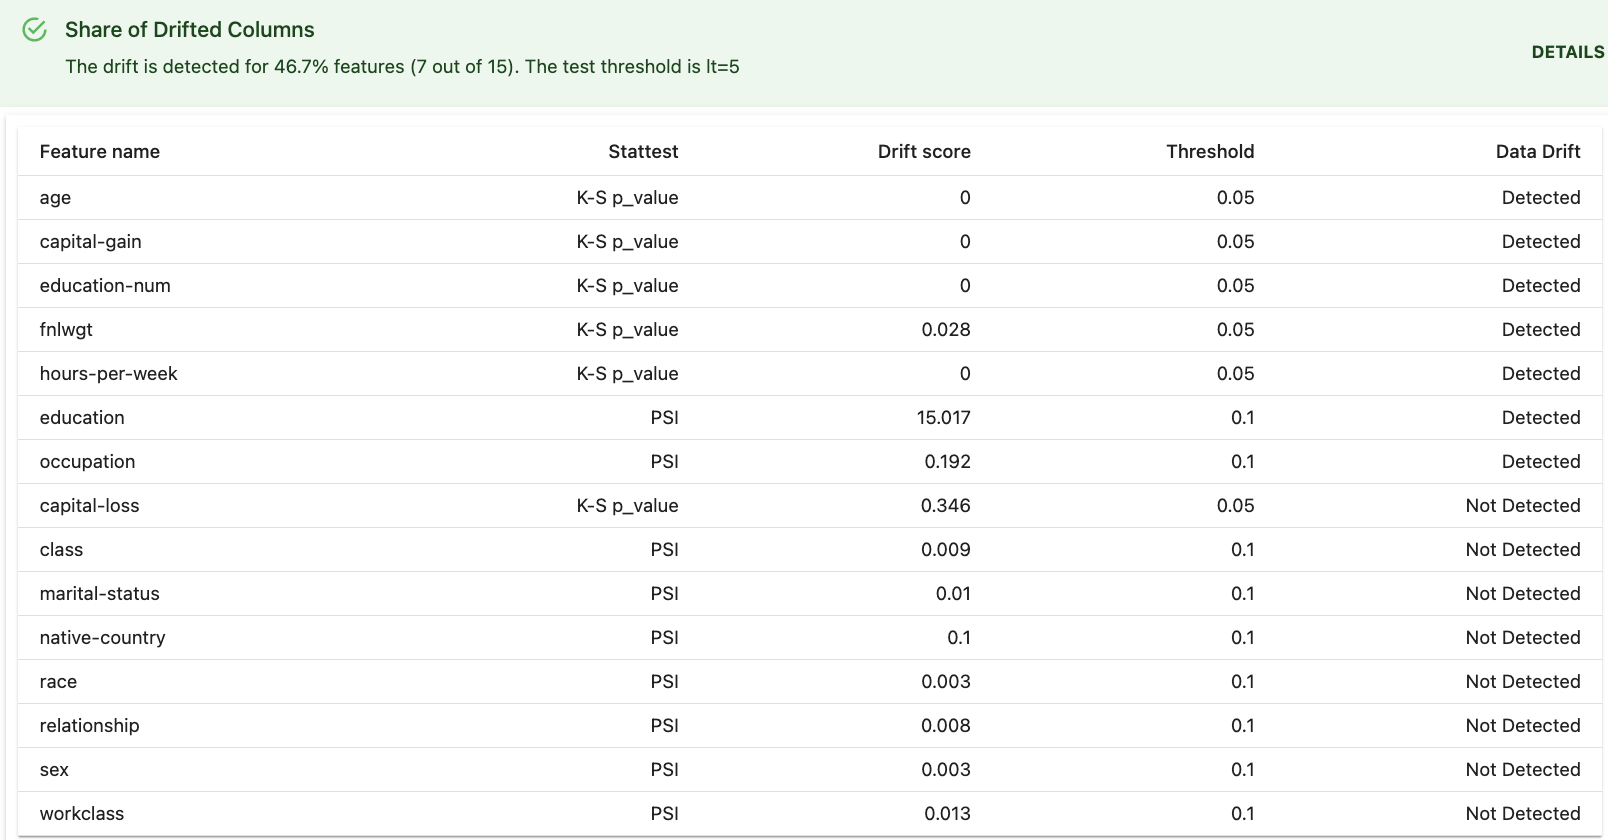 Share of Drifted Columns
The drift is detected for 46.7% features (7 out of 15). The test threshold is lt=5
DETAILS
Feature name Stattest Drift score Threshold Data Drift
age K-S p_value 0 0.05 Detected
capital-gain K-S p_value 0 0.05 Detected
education-num K-S p_value 0 0.05 Detected
fnlwgt K-S p_value 0.028 0.05 Detected
hours-per-week K-S p_value 0 0.05 Detected
education PSI 15.017 0.1 Detected
occupation PSI 0.192 0.1 Detected
capital-loss K-S p_value 0.346 0.05 Not Detected
class PSI 0.009 0.1 Not Detected
marital-status PSI 0.01 0.1 Not Detected
native-country PSI 0.1 0.1 Not Detected
race PSI 0.003 0.1 Not Detected
relationship PSI 0.008 0.1 Not Detected
sex PSI 0.003 0.1 Not Detected
workclass PSI 0.013 0.1 Not Detected